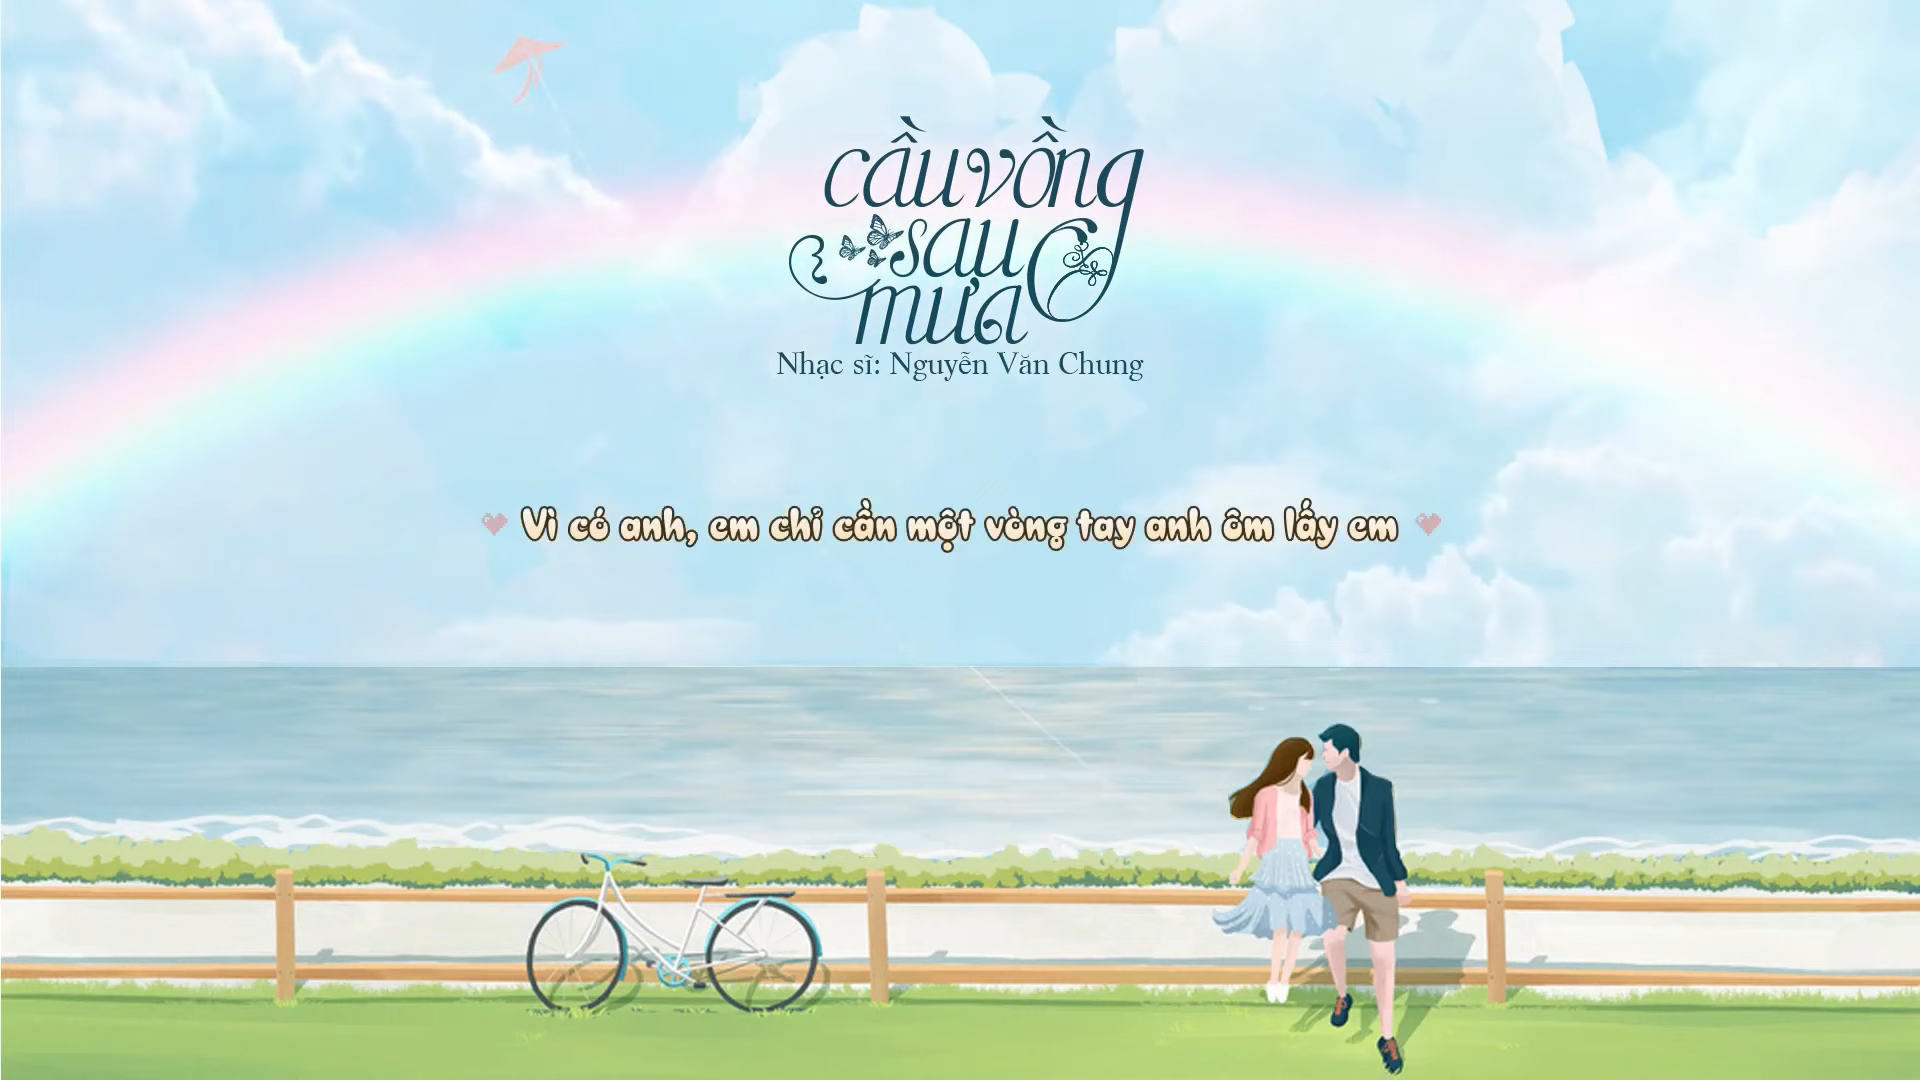 cầu vồng
sau
mưa
Nhạc sĩ: Nguyễn Văn Chung
Vì có anh, em chỉ cần một vòng tay anh ôm lấy em